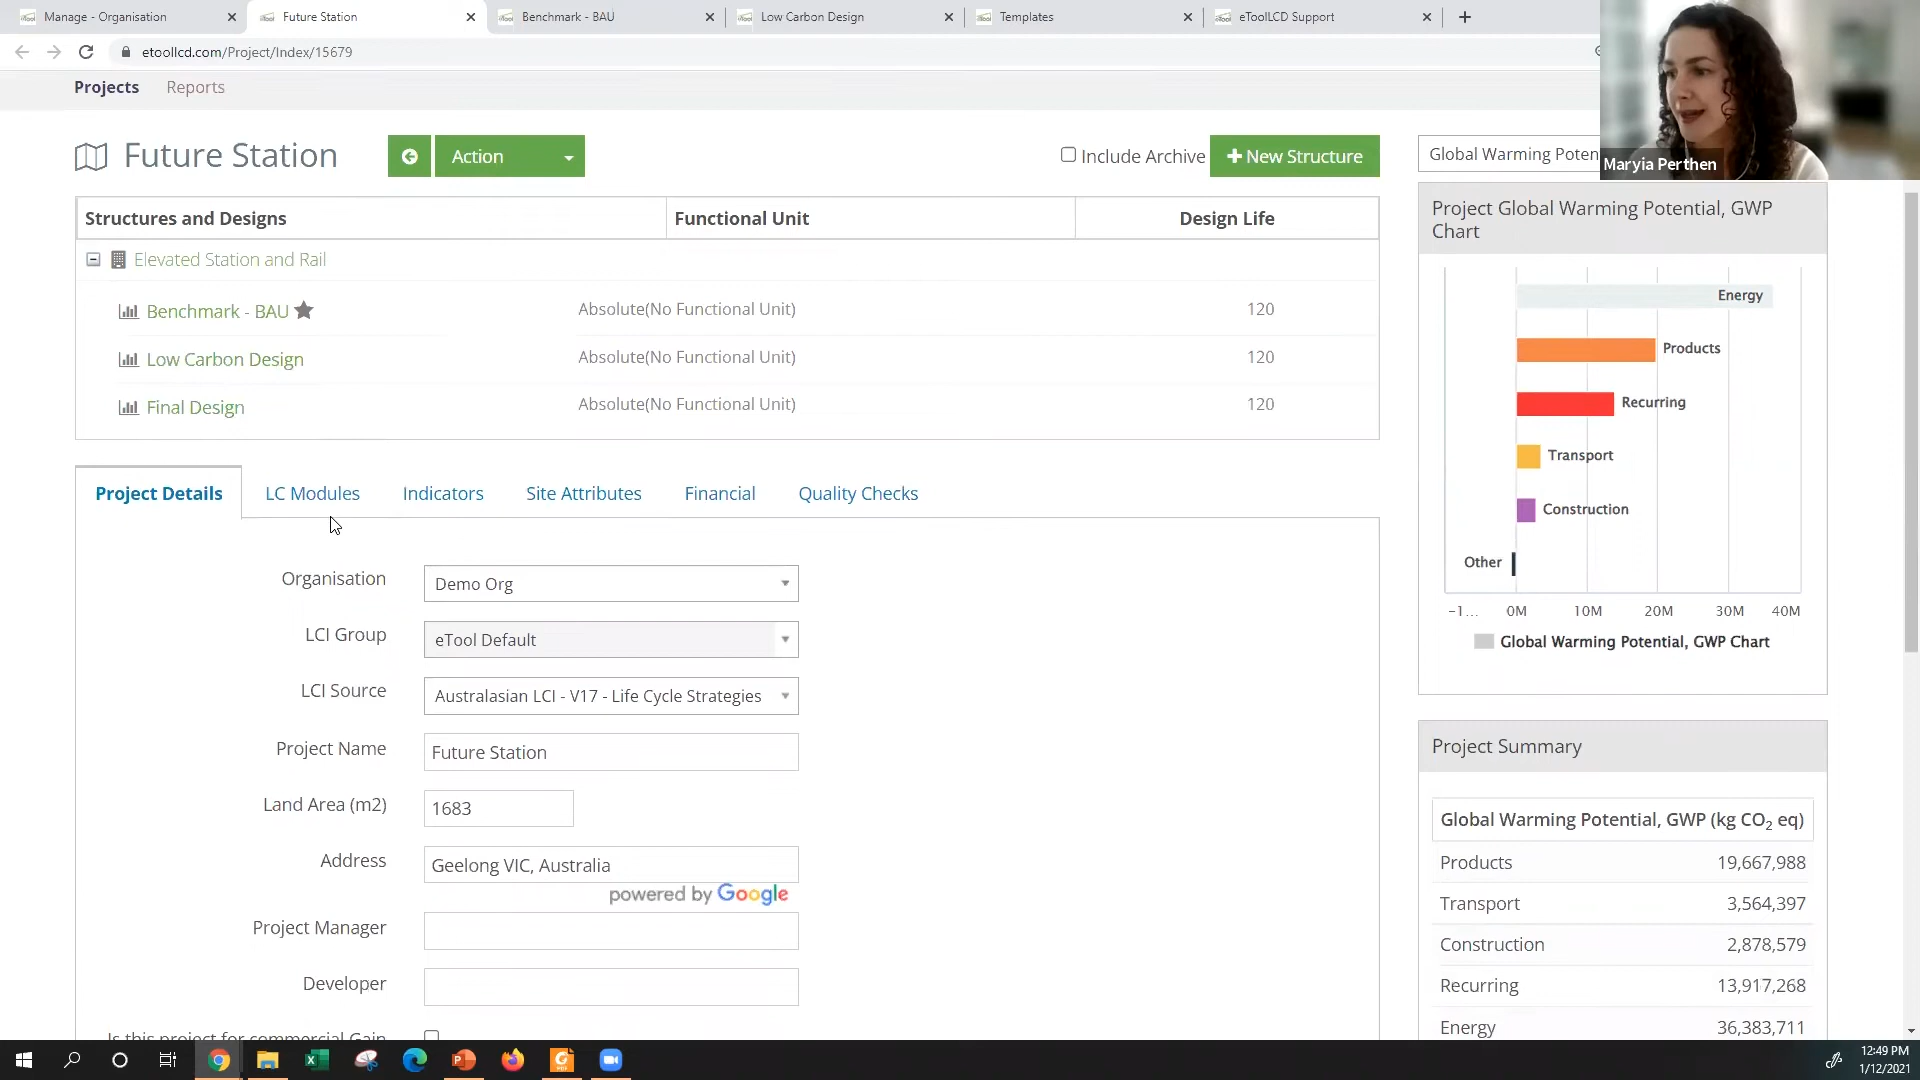 Manage - Organisation
Future Station
Benchmark - BAU
Low Carbon Design
Templates
eToolLCD Support
etoollcd.com/Project/Index/15679
Projects Reports
Maryia Perthen
Future Station
Action
Include Archive
New Structure
Global Warming Poten
Structures and Designs Functional Unit Design Life
Elevated Station and Rail
Benchmark - BAU Absolute(No Functional Unit) 120
Low Carbon Design Absolute(No Functional Unit) 120
Final Design Absolute(No Functional Unit) 120
Project Details LC Modules Indicators Site Attributes Financial Quality Checks
Organisation Demo Org
LCI Group eTool Default
LCI Source Australasian LCI - V17 - Life Cycle Strategies
Project Name Future Station
Land Area (m2) 1683
Address Geelong VIC, Australia
powered by Google
Project Manager
Developer
Is this project for commercial Gain
Project Global Warming Potential, GWP
Chart
Energy
Products
Recurring
Transport
Construction
Other
-1... 0M 10M 20M 30M 40M
Global Warming Potential, GWP Chart
Project Summary
Global Warming Potential, GWP (kg CO₂ eq)
Products 19,667,988
Transport 3,564,397
Construction 2,878,579
Recurring 13,917,268
Energy 36,383,711
12:49 PM
1/12/2021